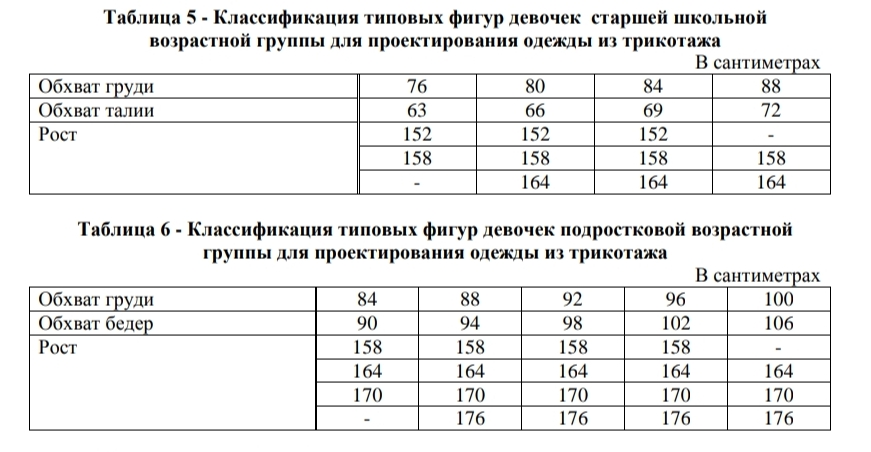 Таблица 5 - Классификация типовых фигур девочек старшей школьной
возрастной группы для проектирования одежды из трикотажа
В сантиметрах
Обхват груди 76 80 84 88
Обхват талии 63 66 69 72
Рост 152 152 152 -
158 158 158 158
- 164 164 164
Таблица 6 - Классификация типовых фигур девочек подростковой возрастной
группы для проектирования одежды из трикотажа
В сантиметрах
Обхват груди 84 88 92 96 100
Обхват бедер 90 94 98 102 106
Рост 158 158 158 158 -
164 164 164 164 164
170 170 170 170 170
- 176 176 176 176